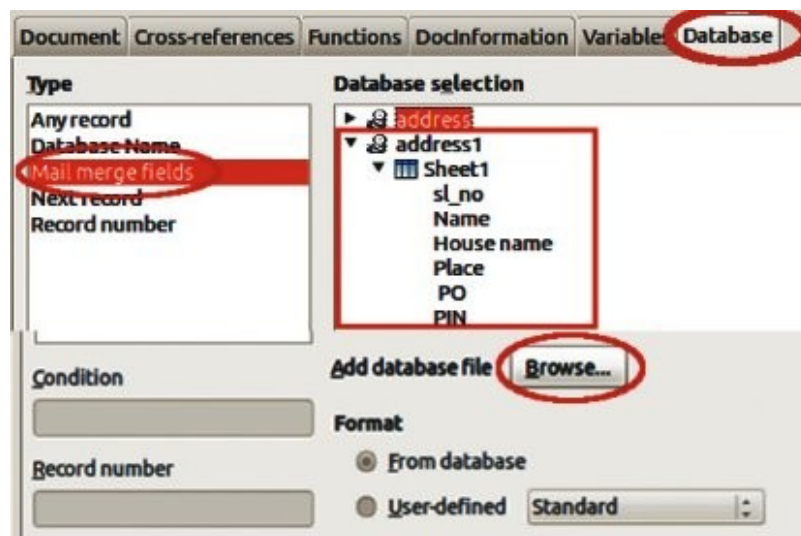 Document Cross-references Functions DocInformation Variables Database
Type
Any record
Database Name
Mail merge fields
Next record
Record number
Database selection
address
address1
Sheet1
sl_no
Name
House name
Place
PO
PIN
Condition
Record number
Add database file Browse...
Format
From database
User-defined Standard